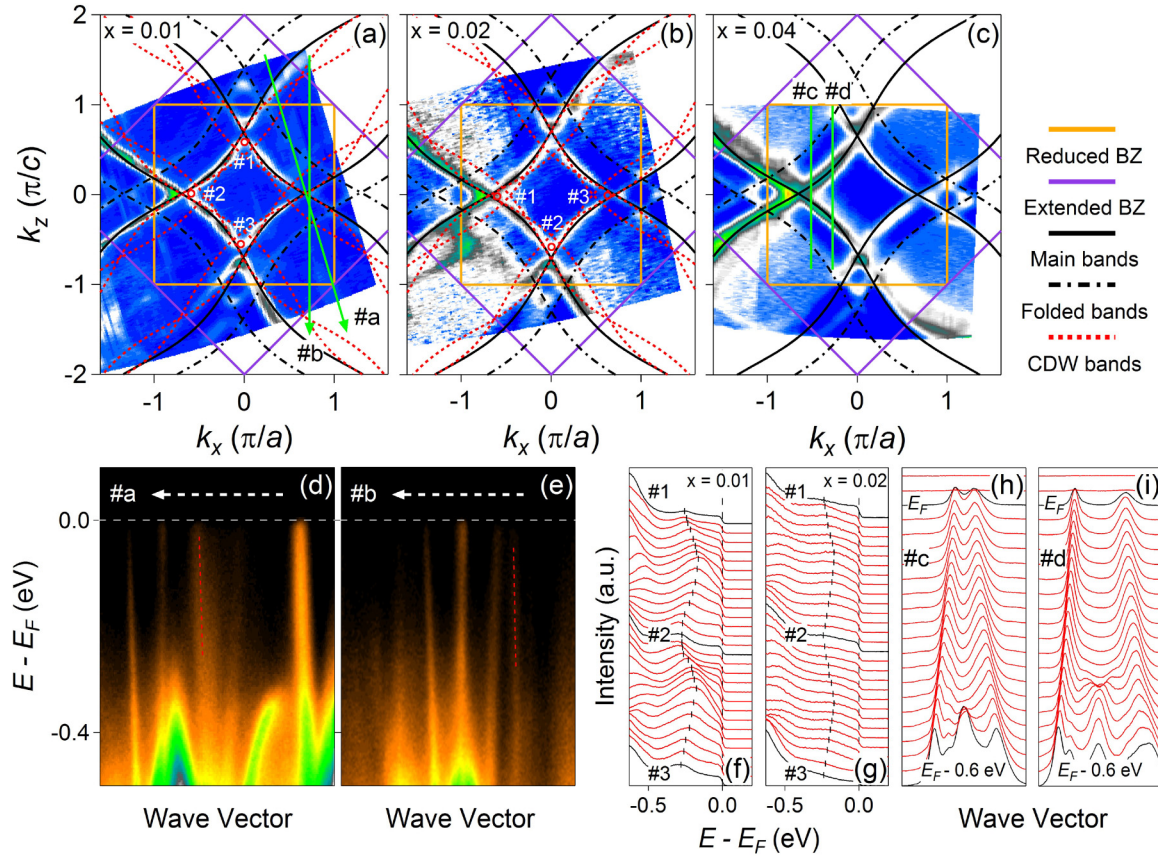 x = 0.01 (a)
x = 0.02 (b)
x = 0.04 (c)
2
1
0
-1
-2
k_z (π/c)
#1
#2
#3
#a
#b
#1
#3
#2
#c #d
-1 0 1
-1 0 1
-1 0 1
k_x (π/a)
k_x (π/a)
k_x (π/a)
Reduced BZ
Extended BZ
Main bands
Folded bands
CDW bands
#a (d)
#b (e)
0.0
-0.4
E - E_F (eV)
Wave Vector
Intensity (a.u.)
#1 x = 0.01
#2
#3 (f)
#1 x = 0.02
#2
#3 (g)
-0.5 0.0
-0.5 0.0
E - E_F (eV)
(h)
E_F
#c
E_F - 0.6 eV
(i)
E_F
#d
E_F - 0.6 eV
Wave Vector